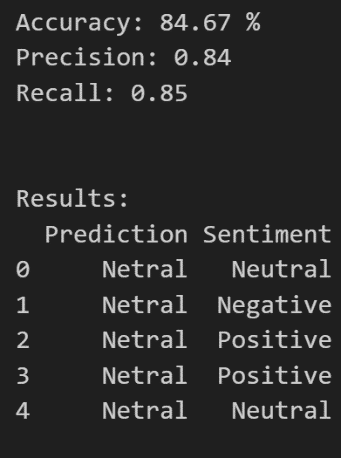 Accuracy: 84.67 %
Precision: 0.84
Recall: 0.85
Results:
Prediction Sentiment
0 Netral Neutral
1 Netral Negative
2 Netral Positive
3 Netral Positive
4 Netral Neutral